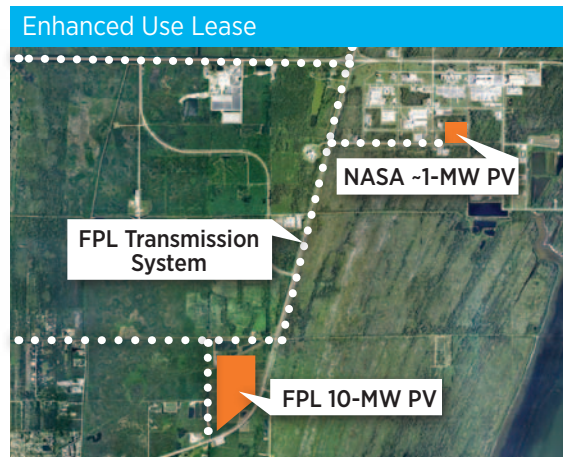 Enhanced Use Lease
NASA ~1-MW PV
FPL Transmission
System
FPL 10-MW PV